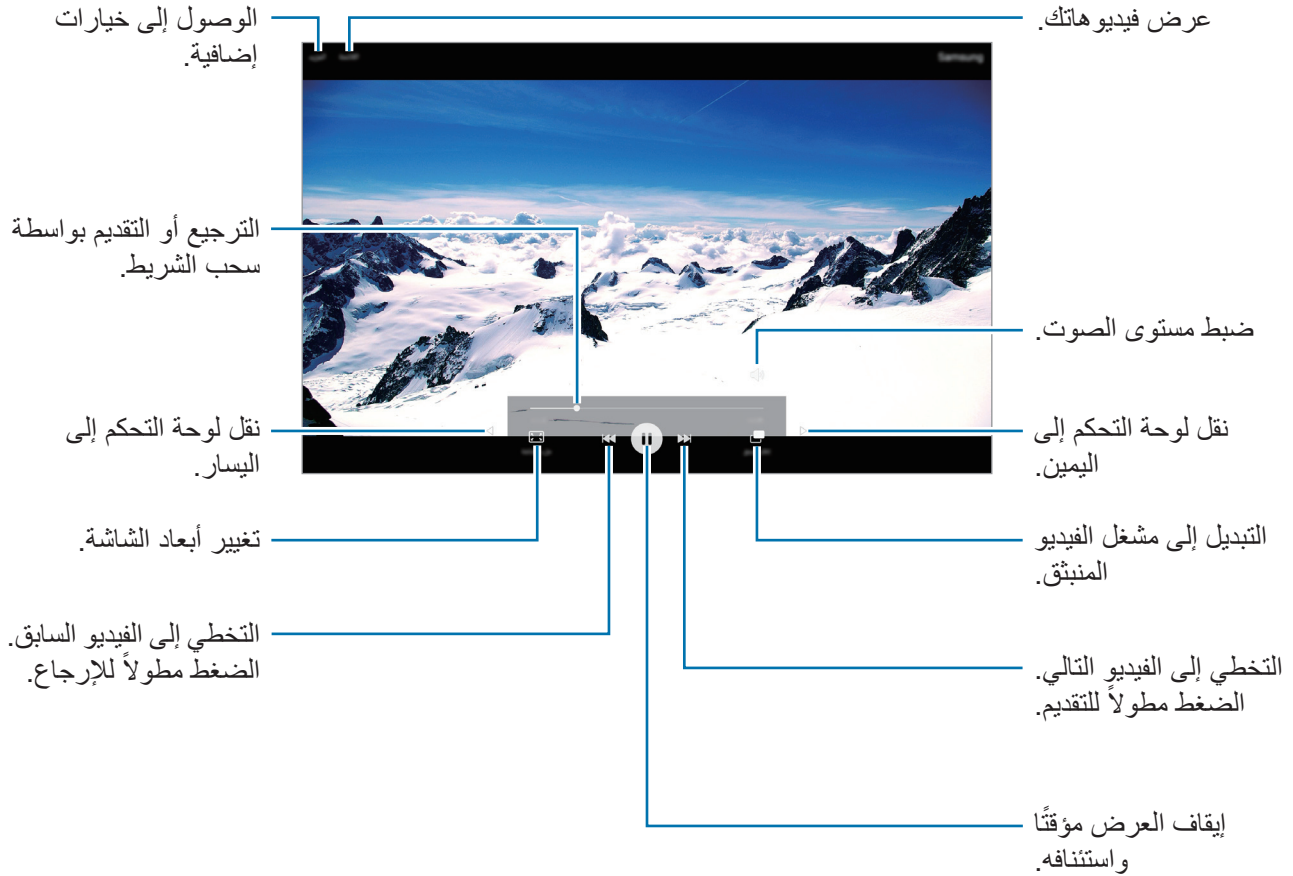 عرض فيديوهاتك.
الوصول إلى خيارات
إضافية.
Samsung
الترجيع أو التقديم بواسطة
سحب الشريط.
ضبط مستوى الصوت.
نقل لوحة التحكم إلى
اليمين.
نقل لوحة التحكم إلى
اليسار.
التبديل إلى مشغل الفيديو
المنبثق.
تغيير أبعاد الشاشة.
التخطي إلى الفيديو التالي.
الضغط مطولاً للتقديم.
التخطي إلى الفيديو السابق.
الضغط مطولاً للإرجاع.
إيقاف العرض مؤقتًا
واستئنافه.